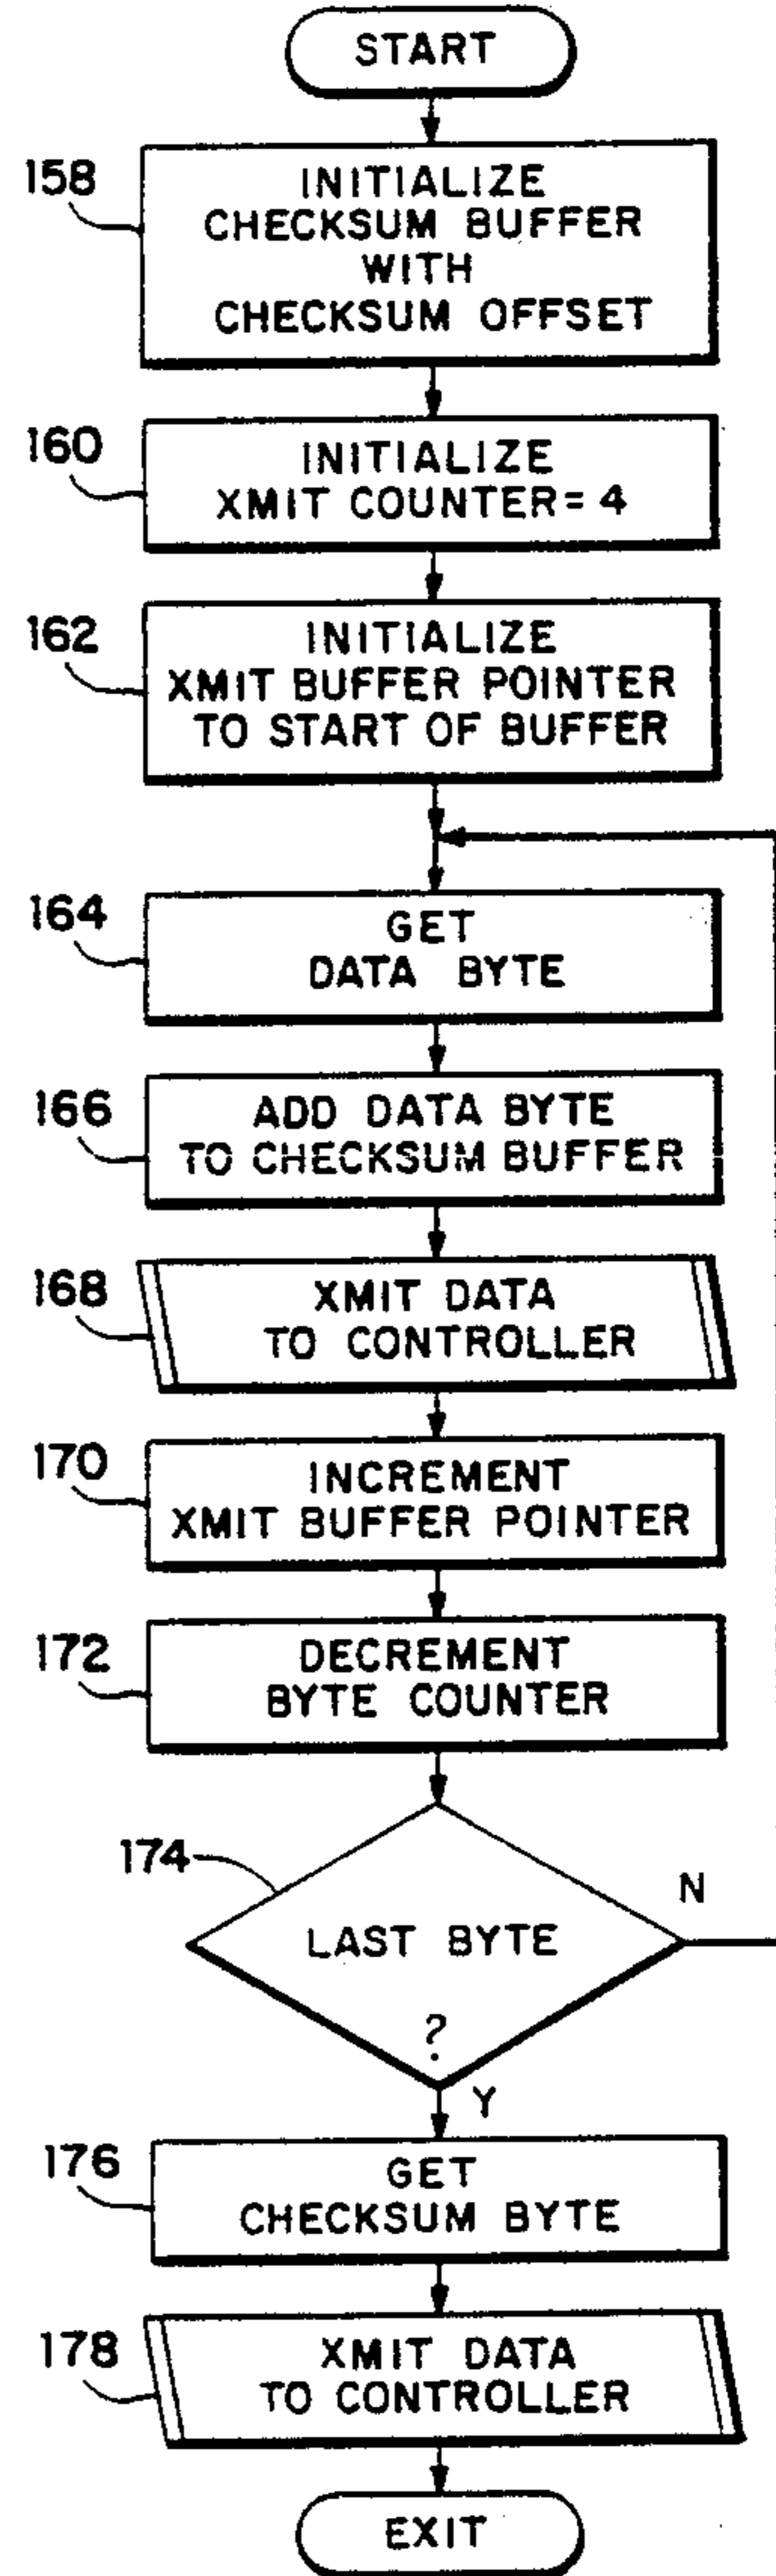 START
158
INITIALIZE
CHECKSUM BUFFER
WITH
CHECKSUM OFFSET
160
INITIALIZE
XMIT COUNTER= 4
162
INITIALIZE
XMIT BUFFER POINTER
TO START OF BUFFER
164
GET
DATA BYTE
166
ADD DATA BYTE
TO CHECKSUM BUFFER
168
XMIT DATA
TO CONTROLLER
170
INCREMENT
XMIT BUFFER POINTER
172
DECREMENT
BYTE COUNTER
174
N
LAST BYTE
?
Y
176
GET
CHECKSUM BYTE
178
XMIT DATA
TO CONTROLLER
EXIT